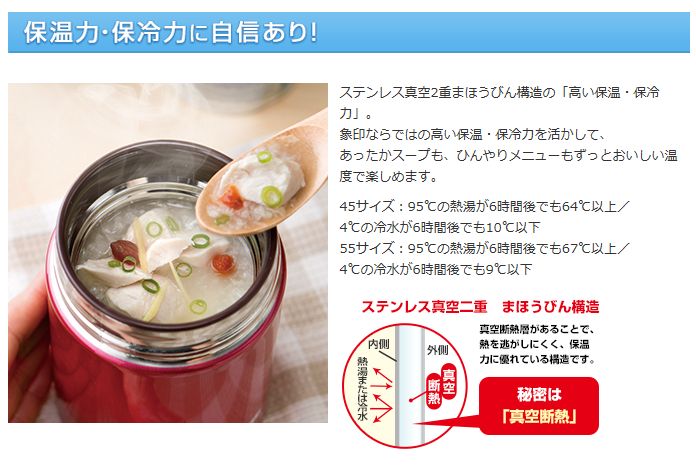 保温力・保冷力に自信あり!
ステンレス真空2重まほうびん構造の「高い保温・保冷
力」。
象印ならではの高い保温・保冷力を活かして、
あったかスープも、ひんやりメニューもずっとおいしい温
度で楽しめます。
45サイズ：95℃の熱湯が6時間後でも64℃以上／
4℃の冷水が6時間後でも10℃以下
55サイズ：95℃の熱湯が6時間後でも67℃以上／
4℃の冷水が6時間後でも9℃以下
ステンレス真空二重　まほうびん構造
真空断熱層があることで、
熱を逃がしにくく、保温
力に優れている構造です。
内側
外側
熱湯または冷水
真空
断熱
秘密は
「真空断熱」